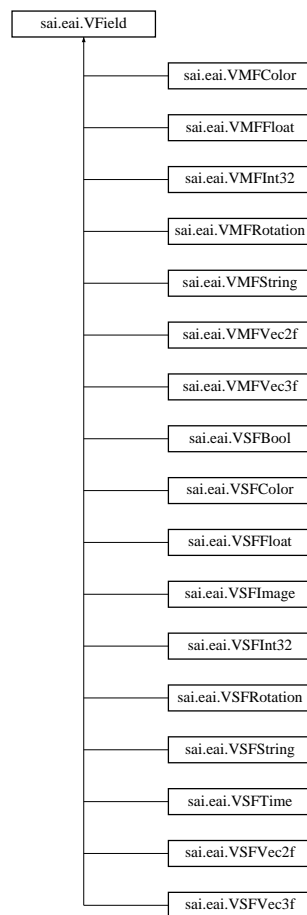 sai.eai.VField
sai.eai.VMFColor
sai.eai.VMFFloat
sai.eai.VMFInt32
sai.eai.VMFRotation
sai.eai.VMFString
sai.eai.VMFVec2f
sai.eai.VMFVec3f
sai.eai.VSFBool
sai.eai.VSFColor
sai.eai.VSFFloat
sai.eai.VSFImage
sai.eai.VSFInt32
sai.eai.VSFRotation
sai.eai.VSFString
sai.eai.VSFTime
sai.eai.VSFVec2f
sai.eai.VSFVec3f